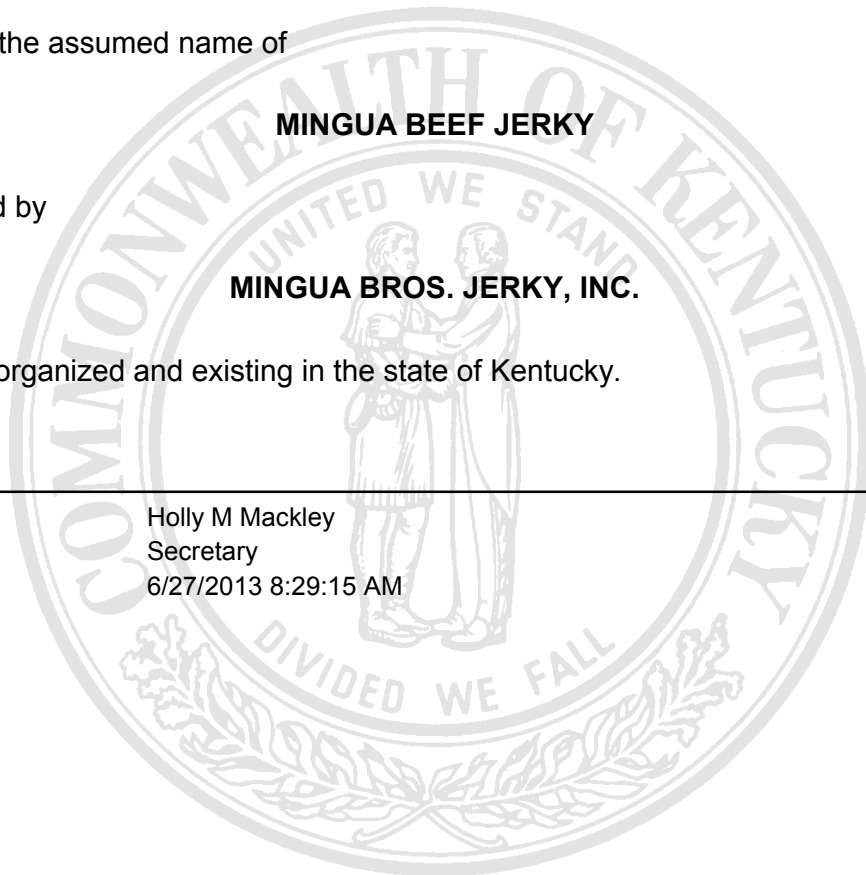 the assumed name of
MINGUA BEEF JERKY
d by
MINGUA BROS. JERKY, INC.
organized and existing in the state of Kentucky.
Holly M Mackley
Secretary
6/27/2013 8:29:15 AM
COMMONWEALTH OF KENTUCKY
UNITED WE STAND
DIVIDED WE FALL